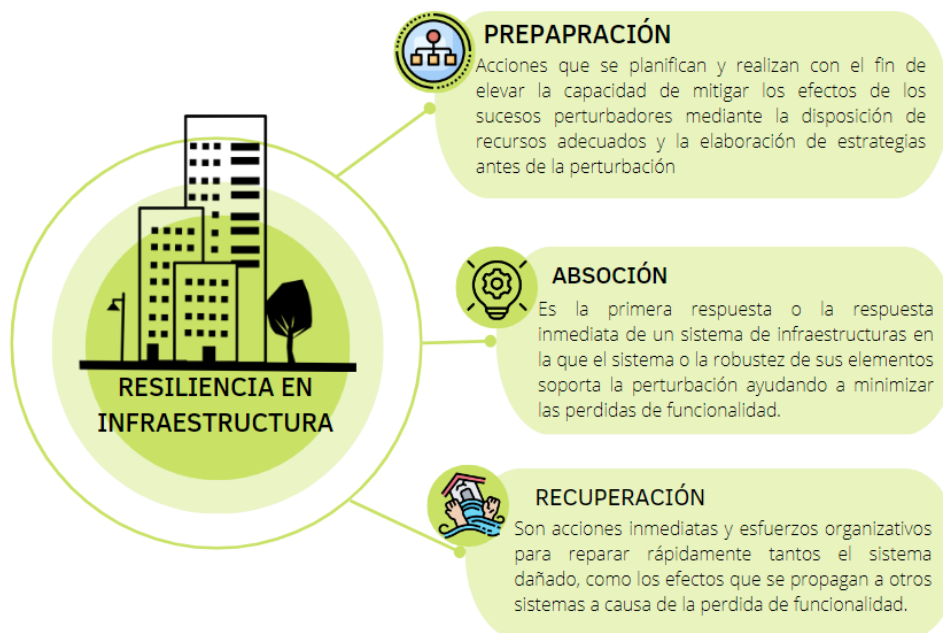 RESILIENCIA EN
INFRAESTRUCTURA
PREPAPRACIÓN
Acciones que se planifican y realizan con el fin de
elevar la capacidad de mitigar los efectos de los
sucesos perturbadores mediante la disposición de
recursos adecuados y la elaboración de estrategias
antes de la perturbación
ABSOCIÓN
Es la primera respuesta o la respuesta
inmediata de un sistema de infraestructuras en
la que el sistema o la robustez de sus elementos
soporta la perturbación ayudando a minimizar
las perdidas de funcionalidad.
RECUPERACIÓN
Son acciones inmediatas y esfuerzos organizativos
para reparar rápidamente tantos el sistema
dañado, como los efectos que se propagan a otros
sistemas a causa de la perdida de funcionalidad.